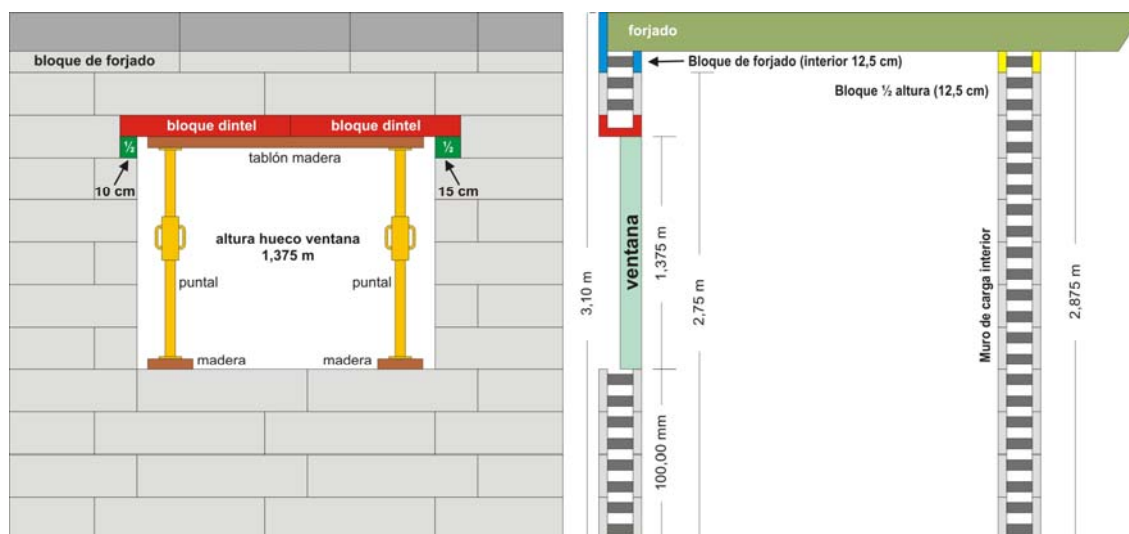 bloque de forjado
bloque dintel
bloque dintel
½
½
tablón madera
10 cm
15 cm
altura hueco ventana
1,375 m
puntal
puntal
madera
madera
forjado
Bloque de forjado (interior 12,5 cm)
Bloque ½ altura (12,5 cm)
3,10 m
ventana
1,375 m
2,75 m
100,00 mm
Muro de carga interior
2,875 m